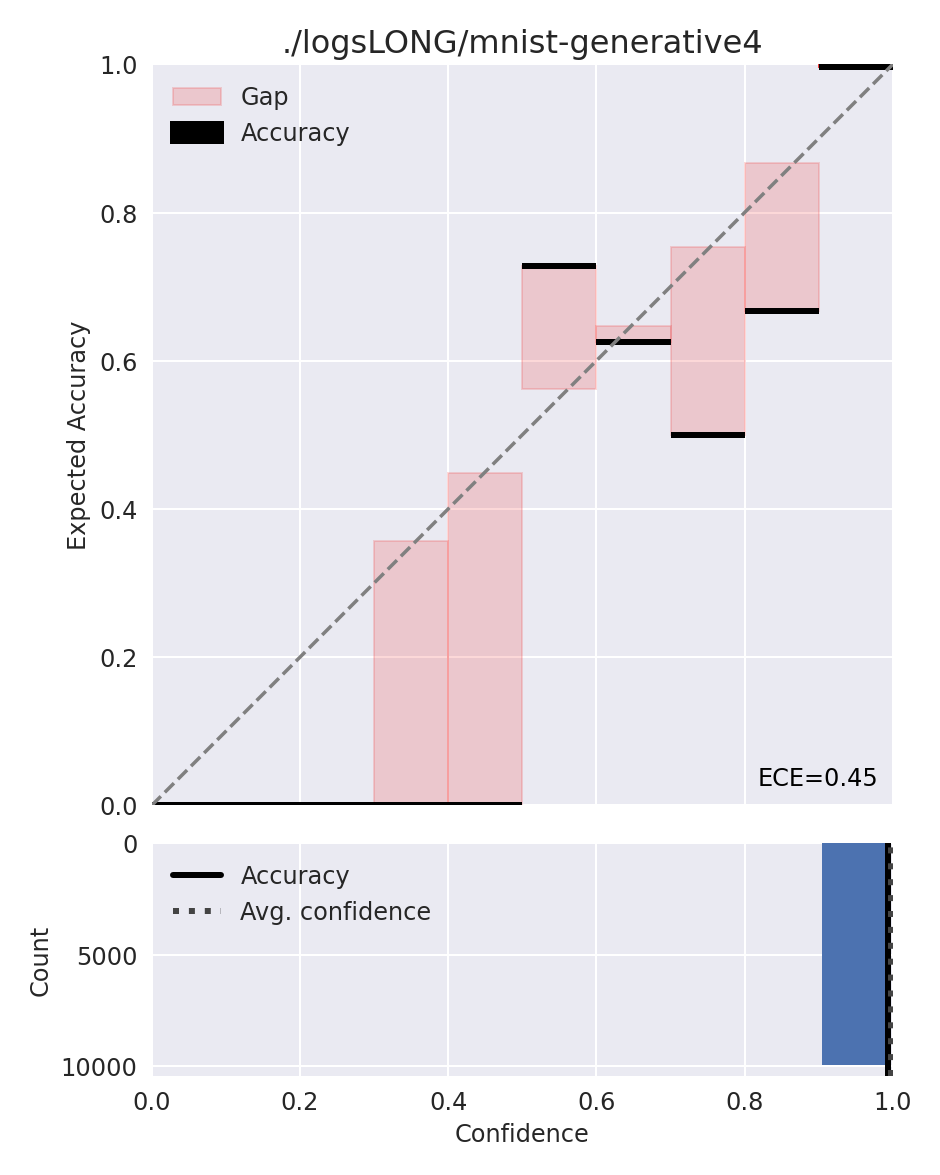 ./logsLONG/mnist-generative4
1.0
0.8
0.6
0.4
0.2
0.0
Expected Accuracy
Gap
Accuracy
ECE=0.45
0
5000
10000
Count
Accuracy
Avg. confidence
0.0 0.2 0.4 0.6 0.8 1.0
Confidence